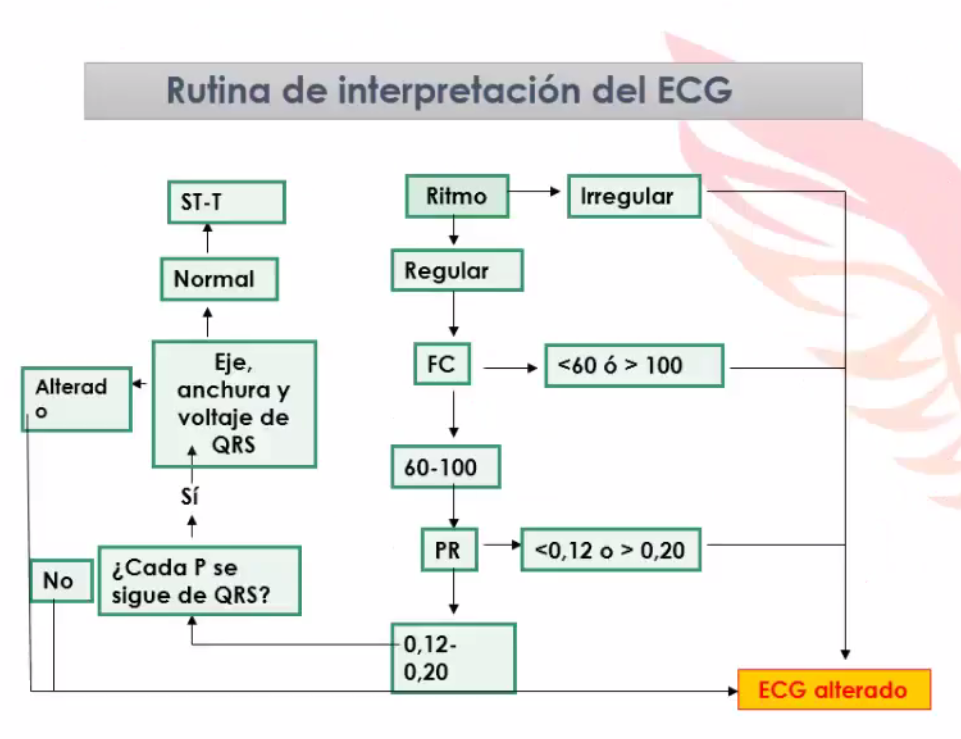 Rutina de interpretación del ECG
ST-T
Ritmo
Irregular
Normal
Regular
Eje,
anchura y
voltaje de
QRS
FC
<60 ó > 100
Alterad
o
60-100
Sí
PR
<0,12 o > 0,20
No
¿Cada P se
sigue de QRS?
0,12-
0,20
ECG alterado